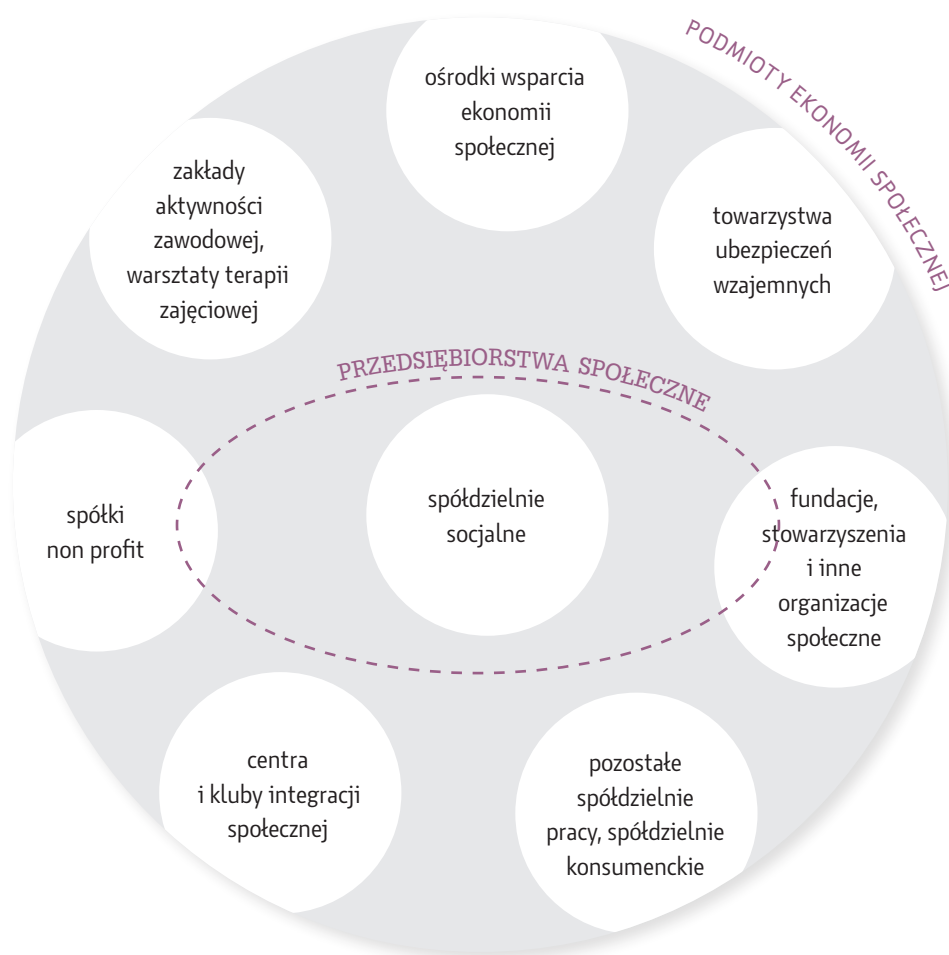 PODMIOTY EKONOMII SPOŁECZNEJ
ośrodki wsparcia
ekonomii
społecznej
zakłady
aktywności
zawodowej,
warsztaty terapii
zajęciowej
towarzystwa
ubezpieczeń
wzajemnych
PRZEDSIĘBIORSTWA SPOŁECZNE
spółki
non profit
spółdzielnie
socjalne
fundacje,
stowarzyszenia
i inne
organizacje
społeczne
centra
i kluby integracji
społecznej
pozostałe
spółdzielnie
pracy, spółdzielnie
konsumenckie